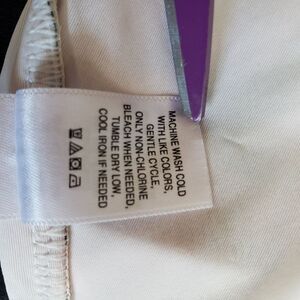 MACHINE WASH COLD
WITH LIKE COLORS,
GENTLE CYCLE,
ONLY NON-CHLORINE
BLEACH WHEN NEEDED,
TUMBLE DRY LOW,
COOL IRON IF NEEDED